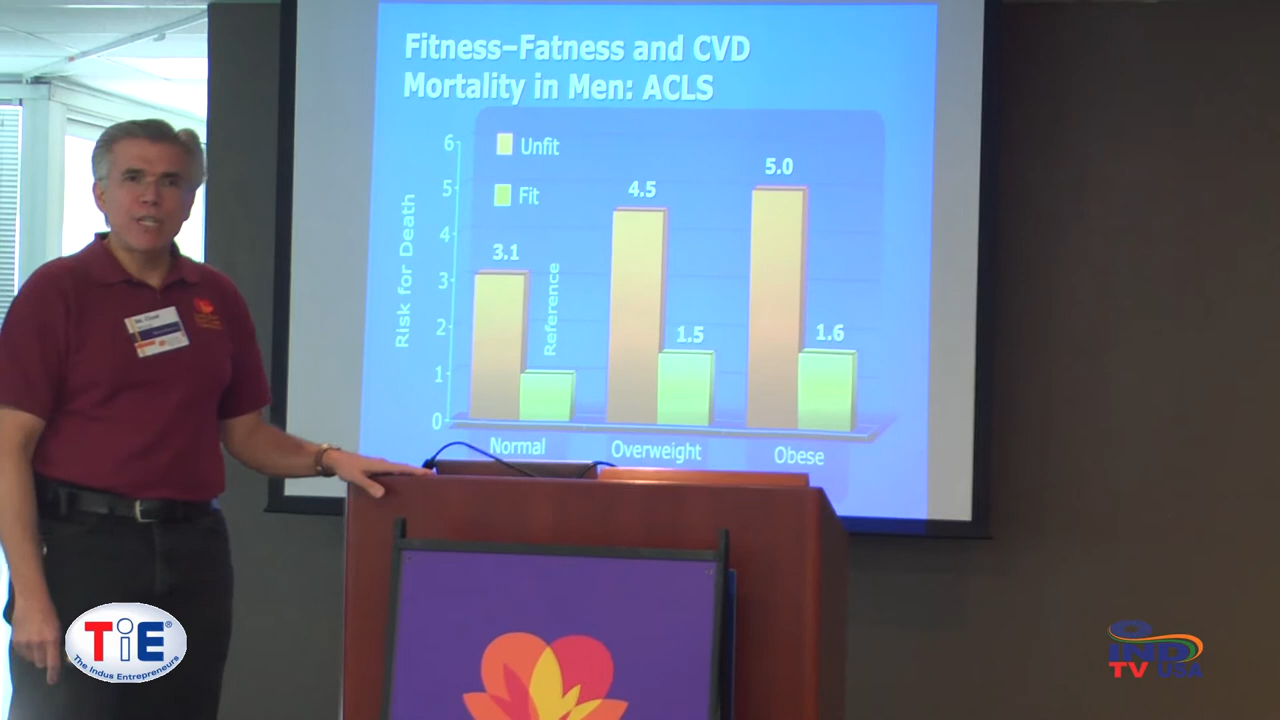 Fitness–Fatness and CVD
Mortality in Men: ACLS
Unfit
Fit
Risk for Death
6
5
4
3
2
1
0
3.1
Reference
4.5
1.5
5.0
1.6
Normal
Overweight
Obese
TiE®
The Indus Entrepreneurs
IND
TV USA